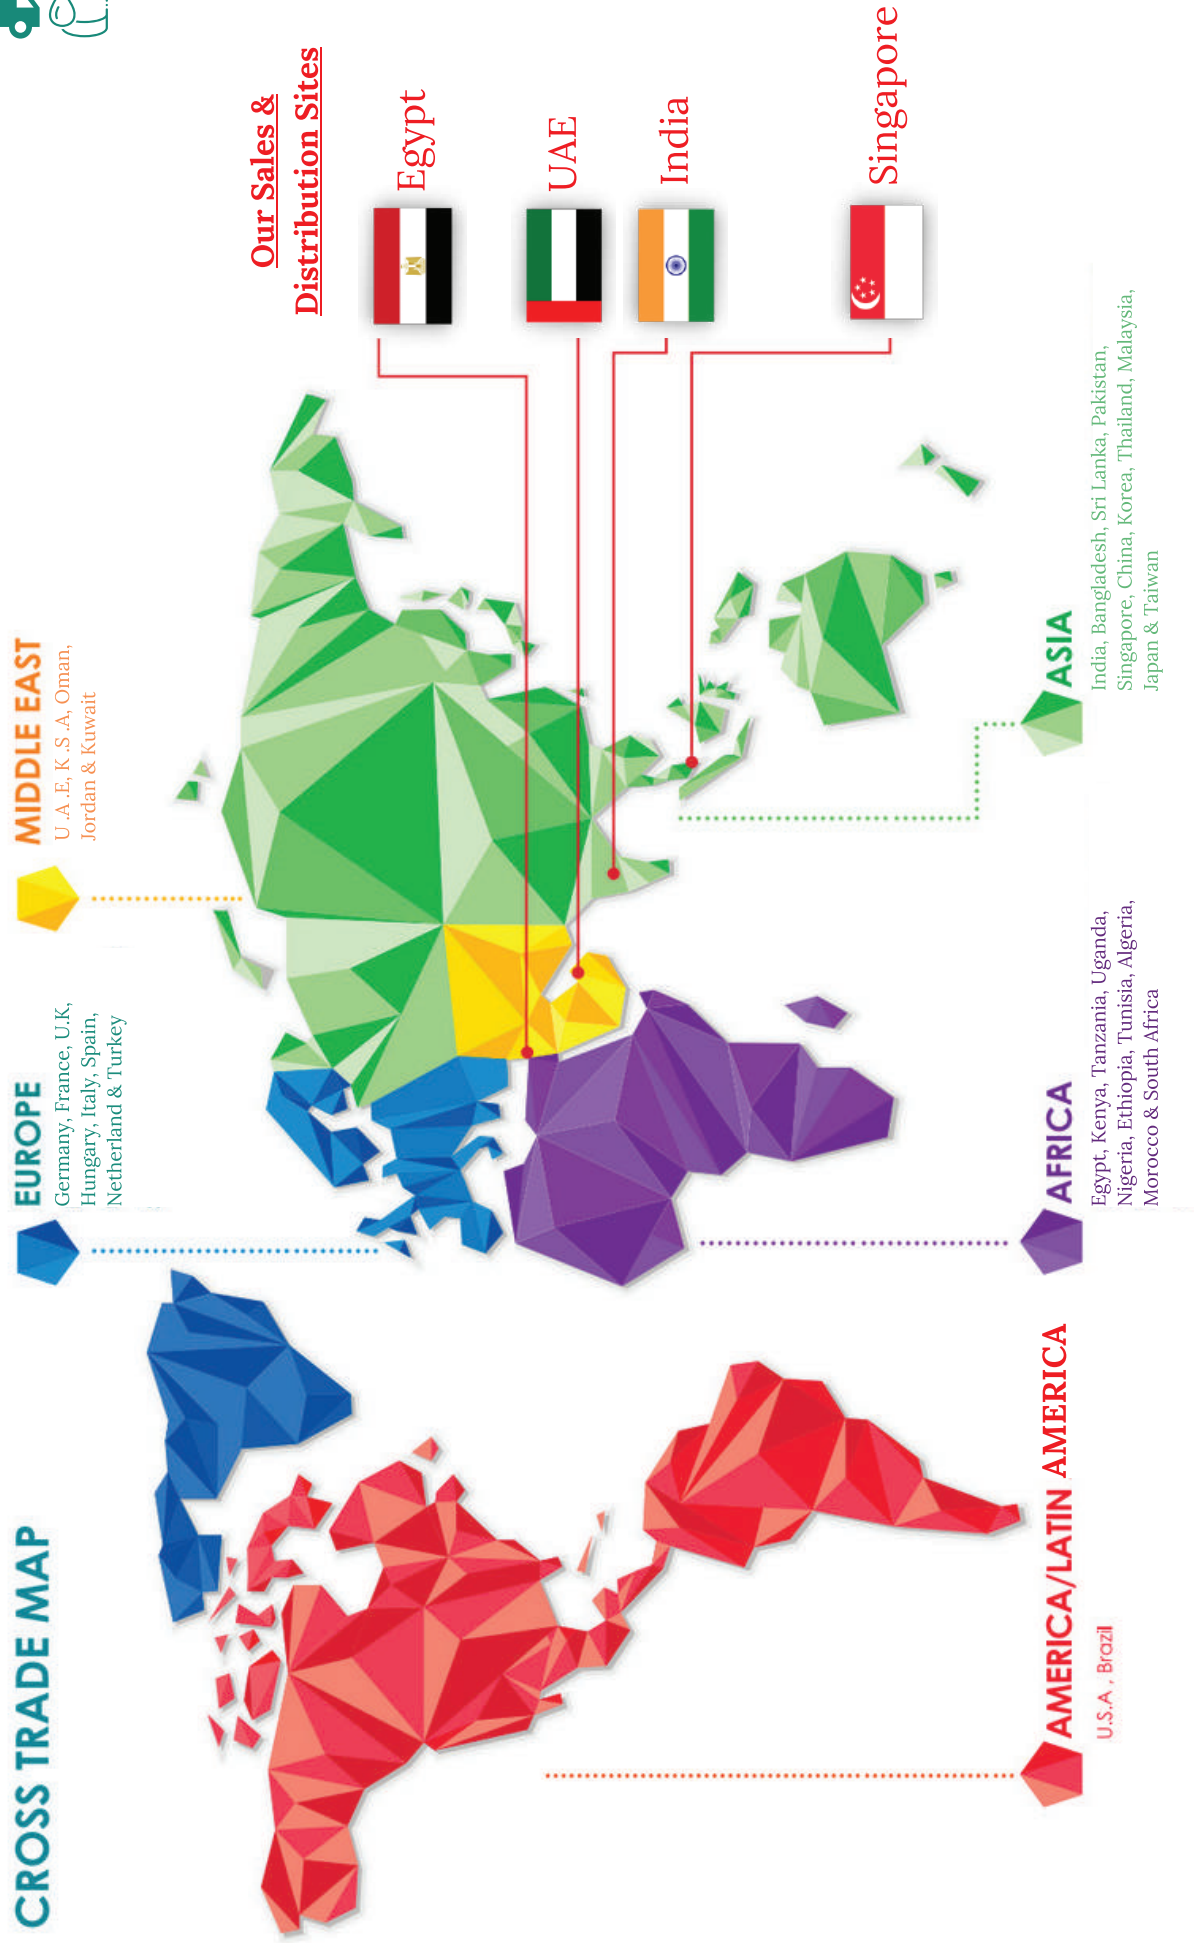 CROSS TRADE MAP
EUROPE
Germany, France, U.K,
Hungary, Italy, Spain,
Netherland & Turkey
MIDDLE EAST
U .A .E, K .S .A, Oman,
Jordan & Kuwait
Our Sales &
Distribution Sites
Egypt
UAE
India
Singapore
AMERICA/LATIN AMERICA
U.S.A , Brazil
AFRICA
Egypt, Kenya, Tanzania, Uganda,
Nigeria, Ethiopia, Tunisia, Algeria,
Morocco & South Africa
ASIA
India, Bangladesh, Sri Lanka, Pakistan,
Singapore, China, Korea, Thailand, Malaysia,
Japan & Taiwan